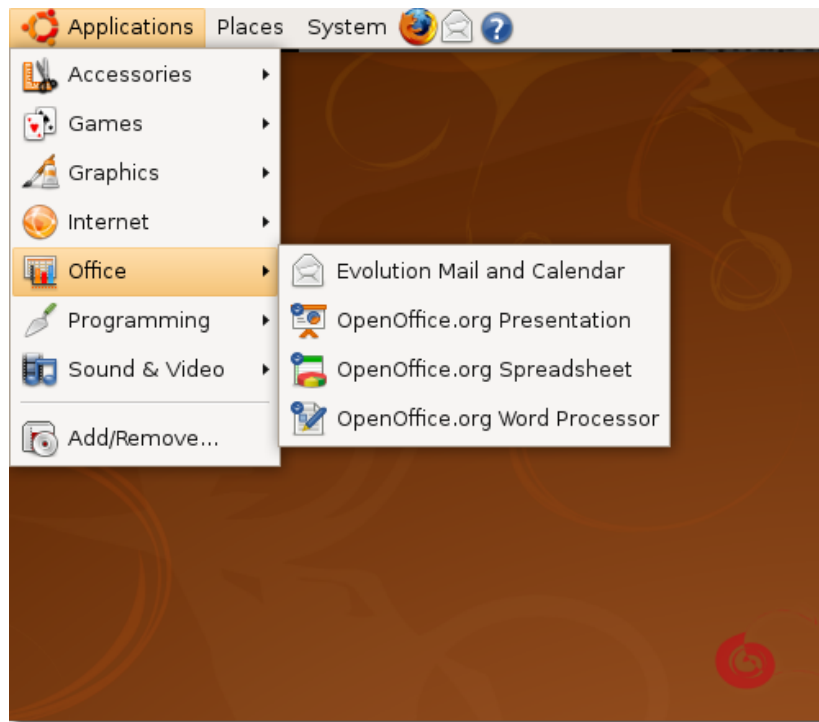 Applications Places System
Accessories
Games
Graphics
Internet
Office
Evolution Mail and Calendar
Programming
OpenOffice.org Presentation
Sound & Video
OpenOffice.org Spreadsheet
Add/Remove...
OpenOffice.org Word Processor